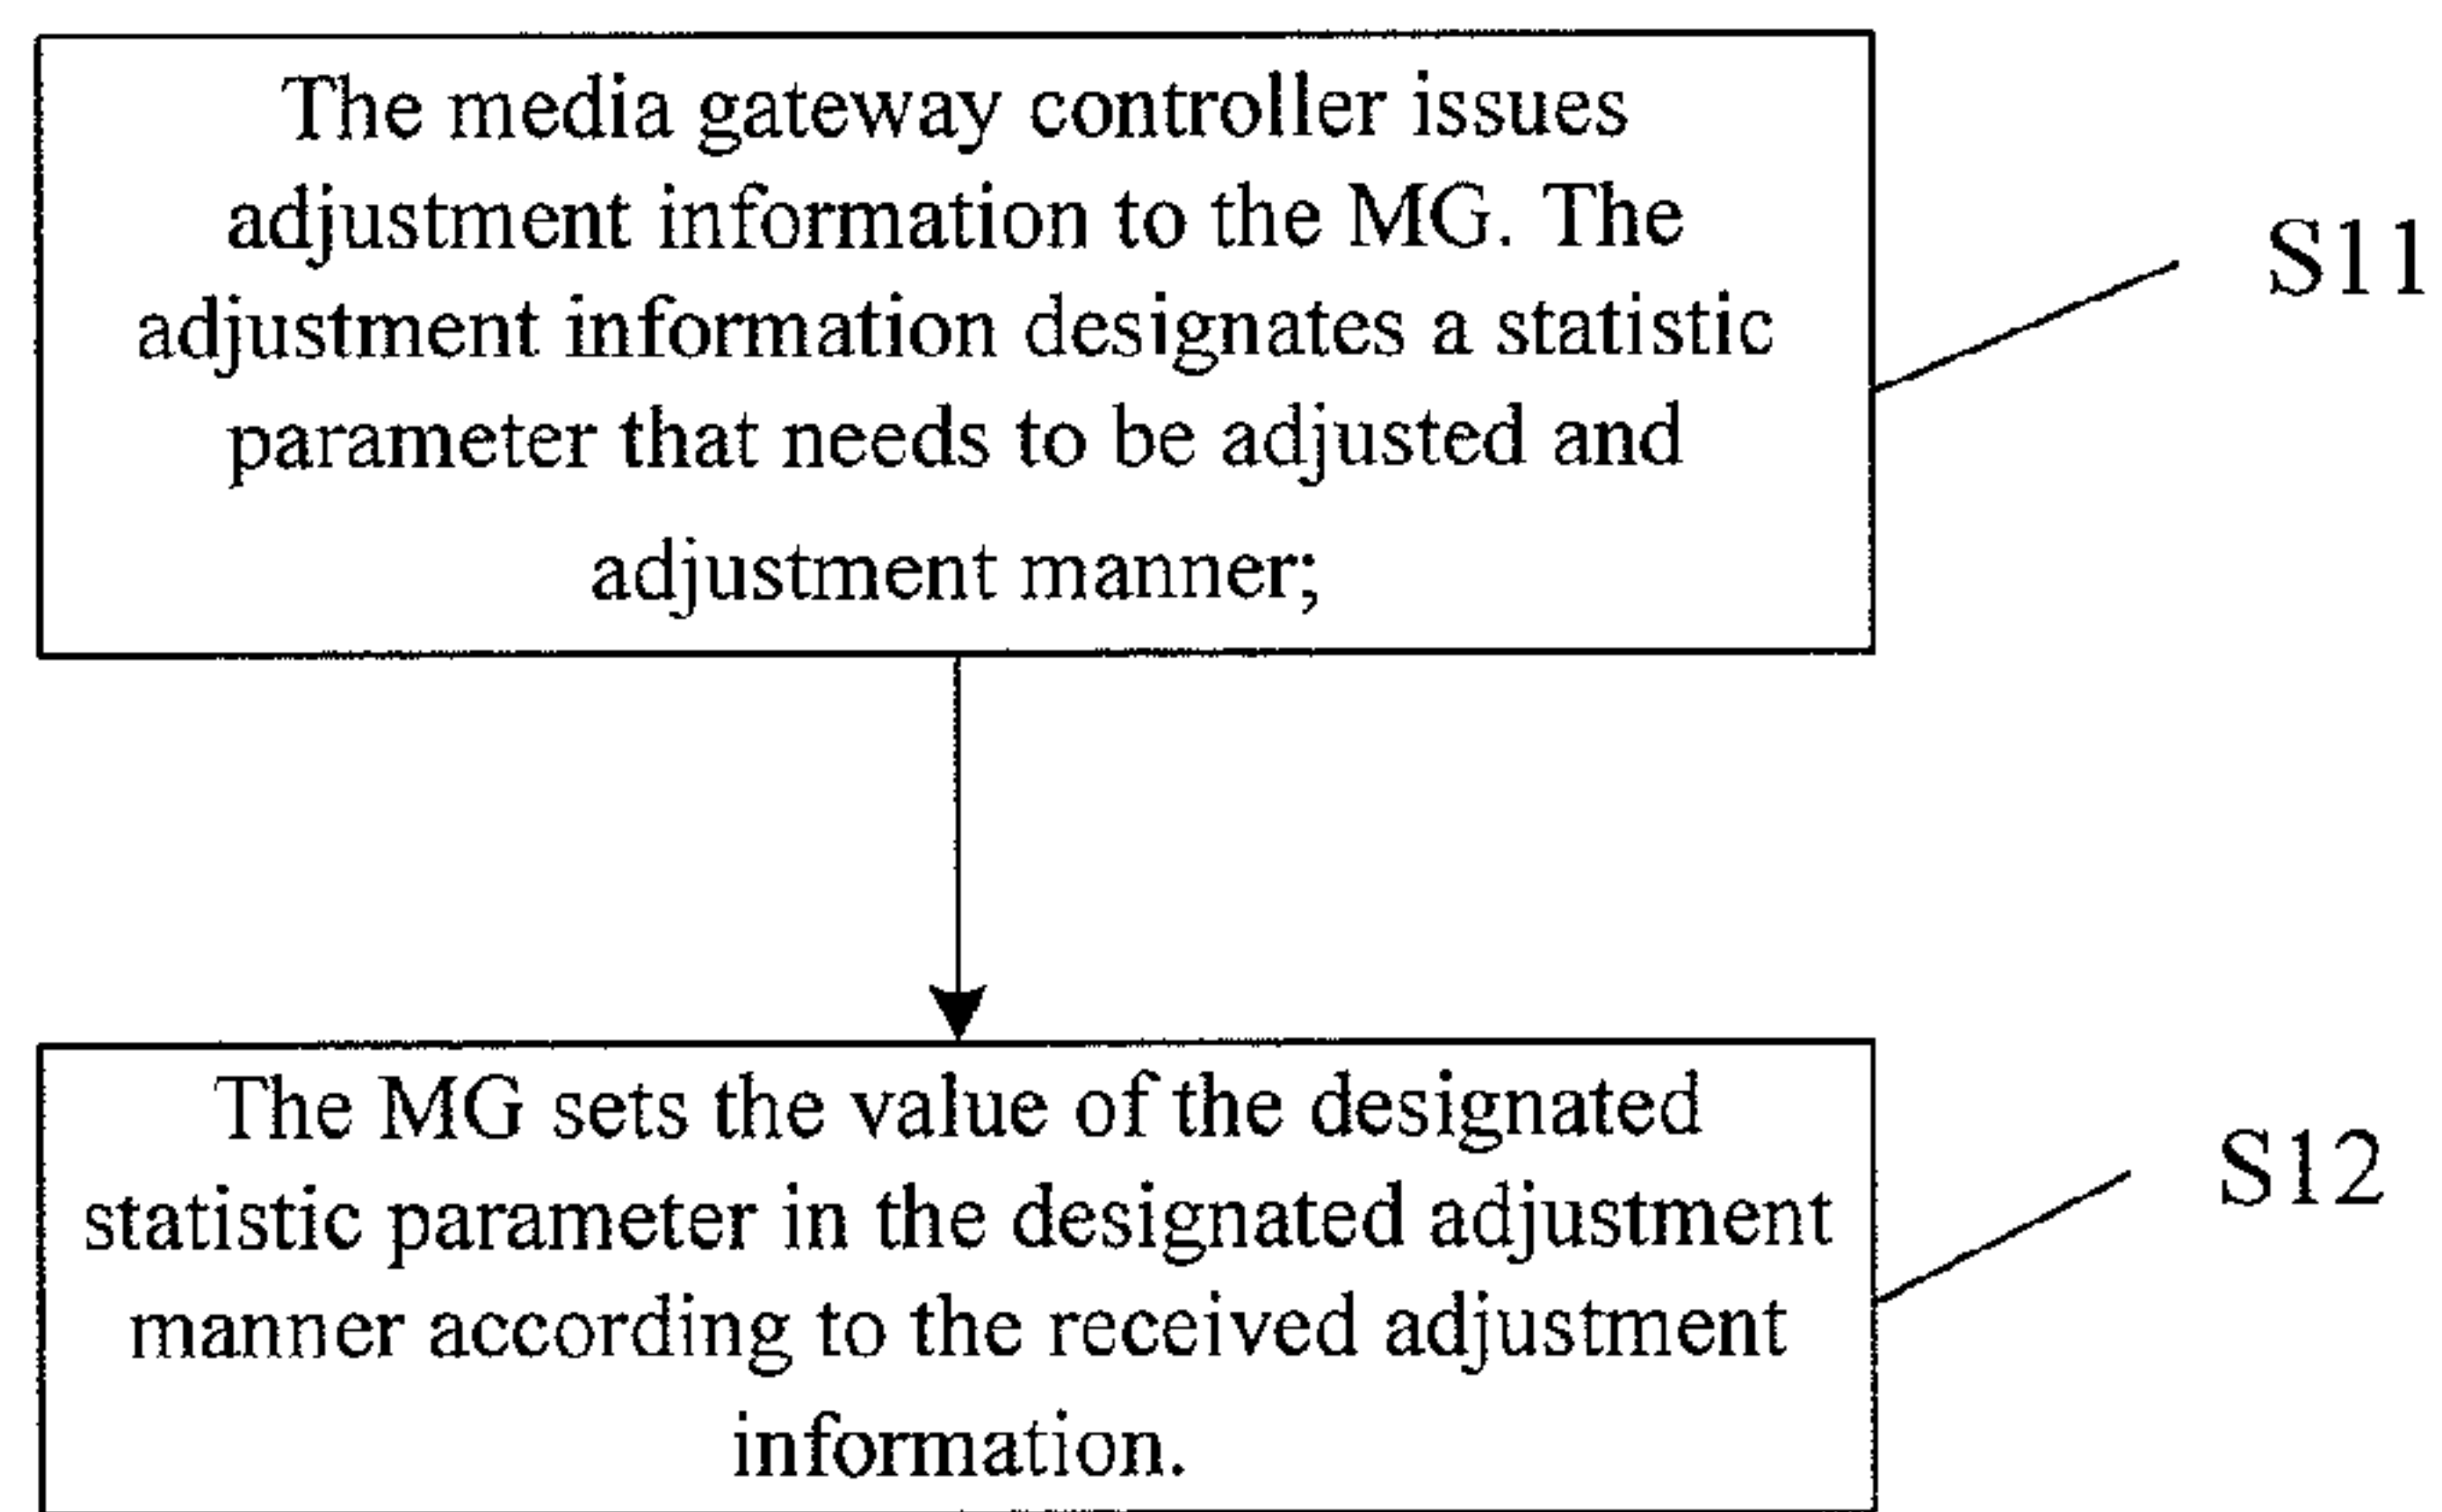 The media gateway controller issues
adjustment information to the MG. The
adjustment information designates a statistic
parameter that needs to be adjusted and
adjustment manner;
S11
The MG sets the value of the designated
statistic parameter in the designated adjustment
manner according to the received adjustment
information.
S12